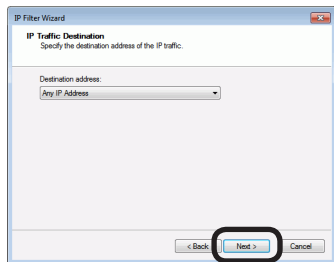 IP Filter Wizard
IP Traffic Destination
Specify the destination address of the IP traffic.
Destination address:
Any IP Address
< Back
Next >
Cancel